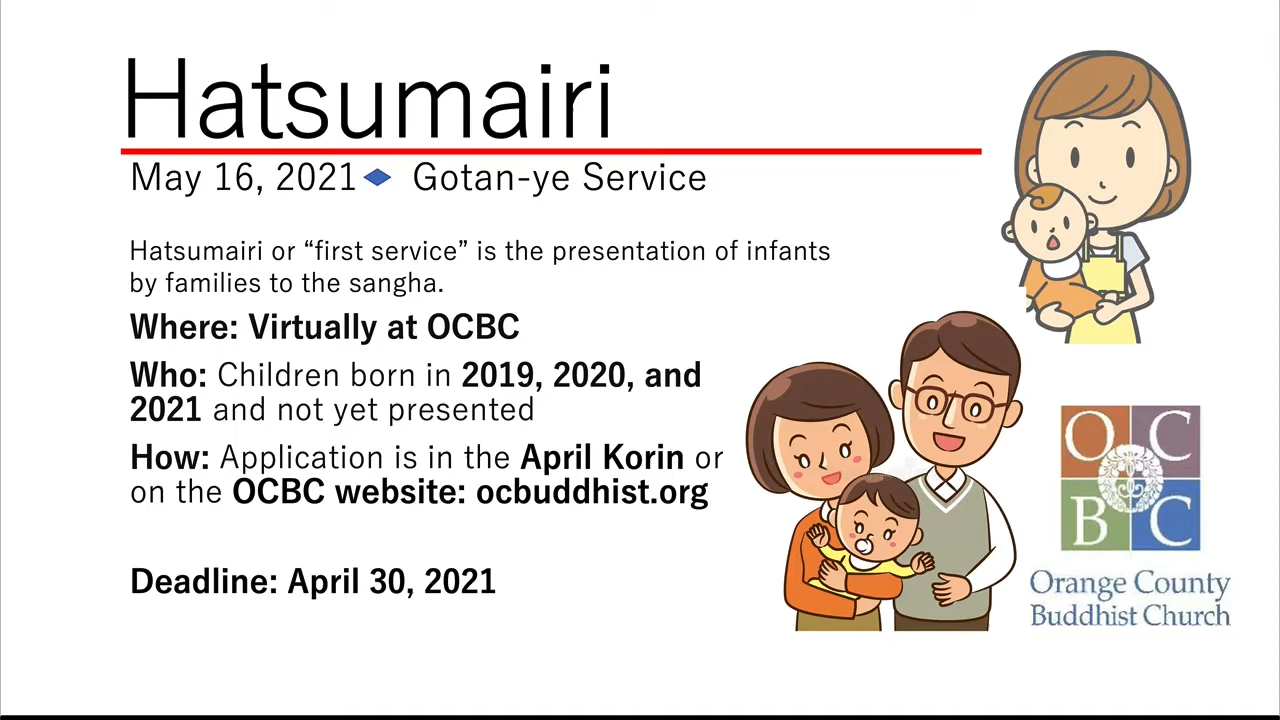 Hatsumairi
May 16, 2021 ◆ Gotan-ye Service
Hatsumairi or “first service” is the presentation of infants
by families to the sangha.
Where: Virtually at OCBC
Who: Children born in 2019, 2020, and
2021 and not yet presented
How: Application is in the April Korin or
on the OCBC website: ocbuddhist.org
Deadline: April 30, 2021
O C
B C
Orange County
Buddhist Church